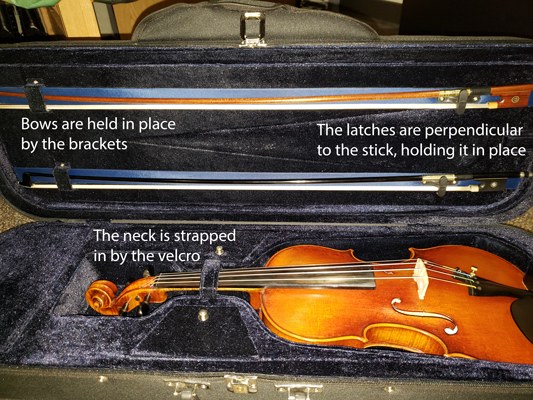 Bows are held in place
by the brackets
The latches are perpendicular
to the stick, holding it in place
The neck is strapped
in by the velcro